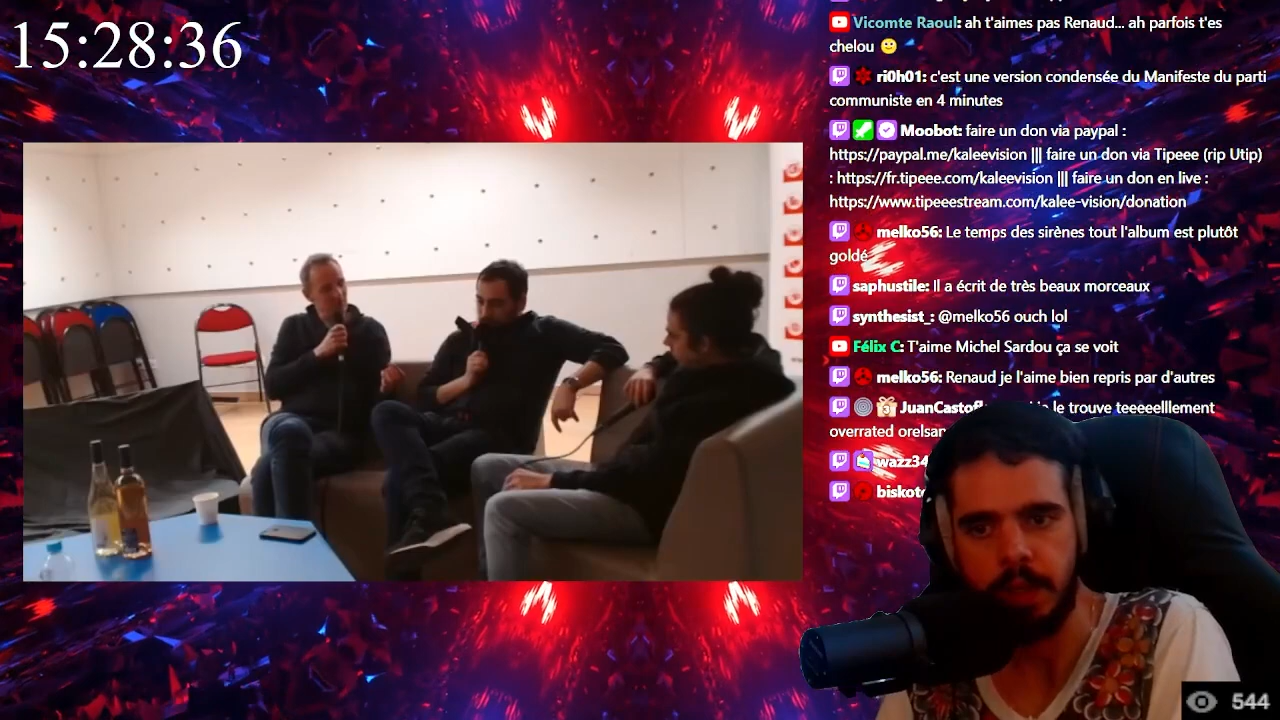 15:28:36
Vicomte Raoul: ah t'aimes pas Renaud... ah parfois t'es
chelou
ri0h01: c'est une version condensée du Manifeste du parti
communiste en 4 minutes
Moobot: faire un don via paypal :
https://paypal.me/kaleevision ||| faire un don via Tipeee (rip Utip)
: https://fr.tipeee.com/kaleevision ||| faire un don en live :
https://www.tipeeestream.com/kalee-vision/donation
melko56: Le temps des sirènes tout l'album est plutôt
goldé
saphustile: Il a écrit de très beaux morceaux
synthesist_: @melko56 ouch lol
Félix C: T'aime Michel Sardou ça se voit
melko56: Renaud je l'aime bien repris par d'autres
le trouve teeeeelllement
overrated orelsan
544